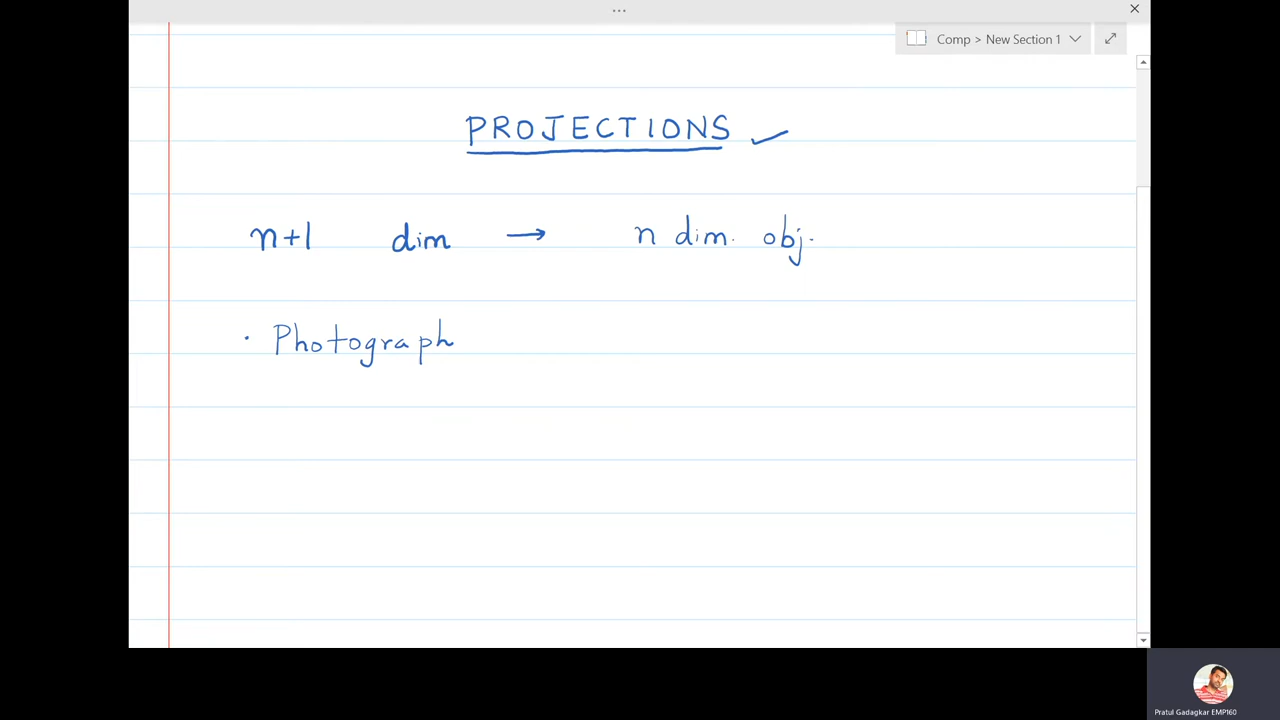 Comp > New Section 1
PROJECTIONS
n+1 dim → n dim. obj.
· Photograph
Pratul Gadagkar EMP160